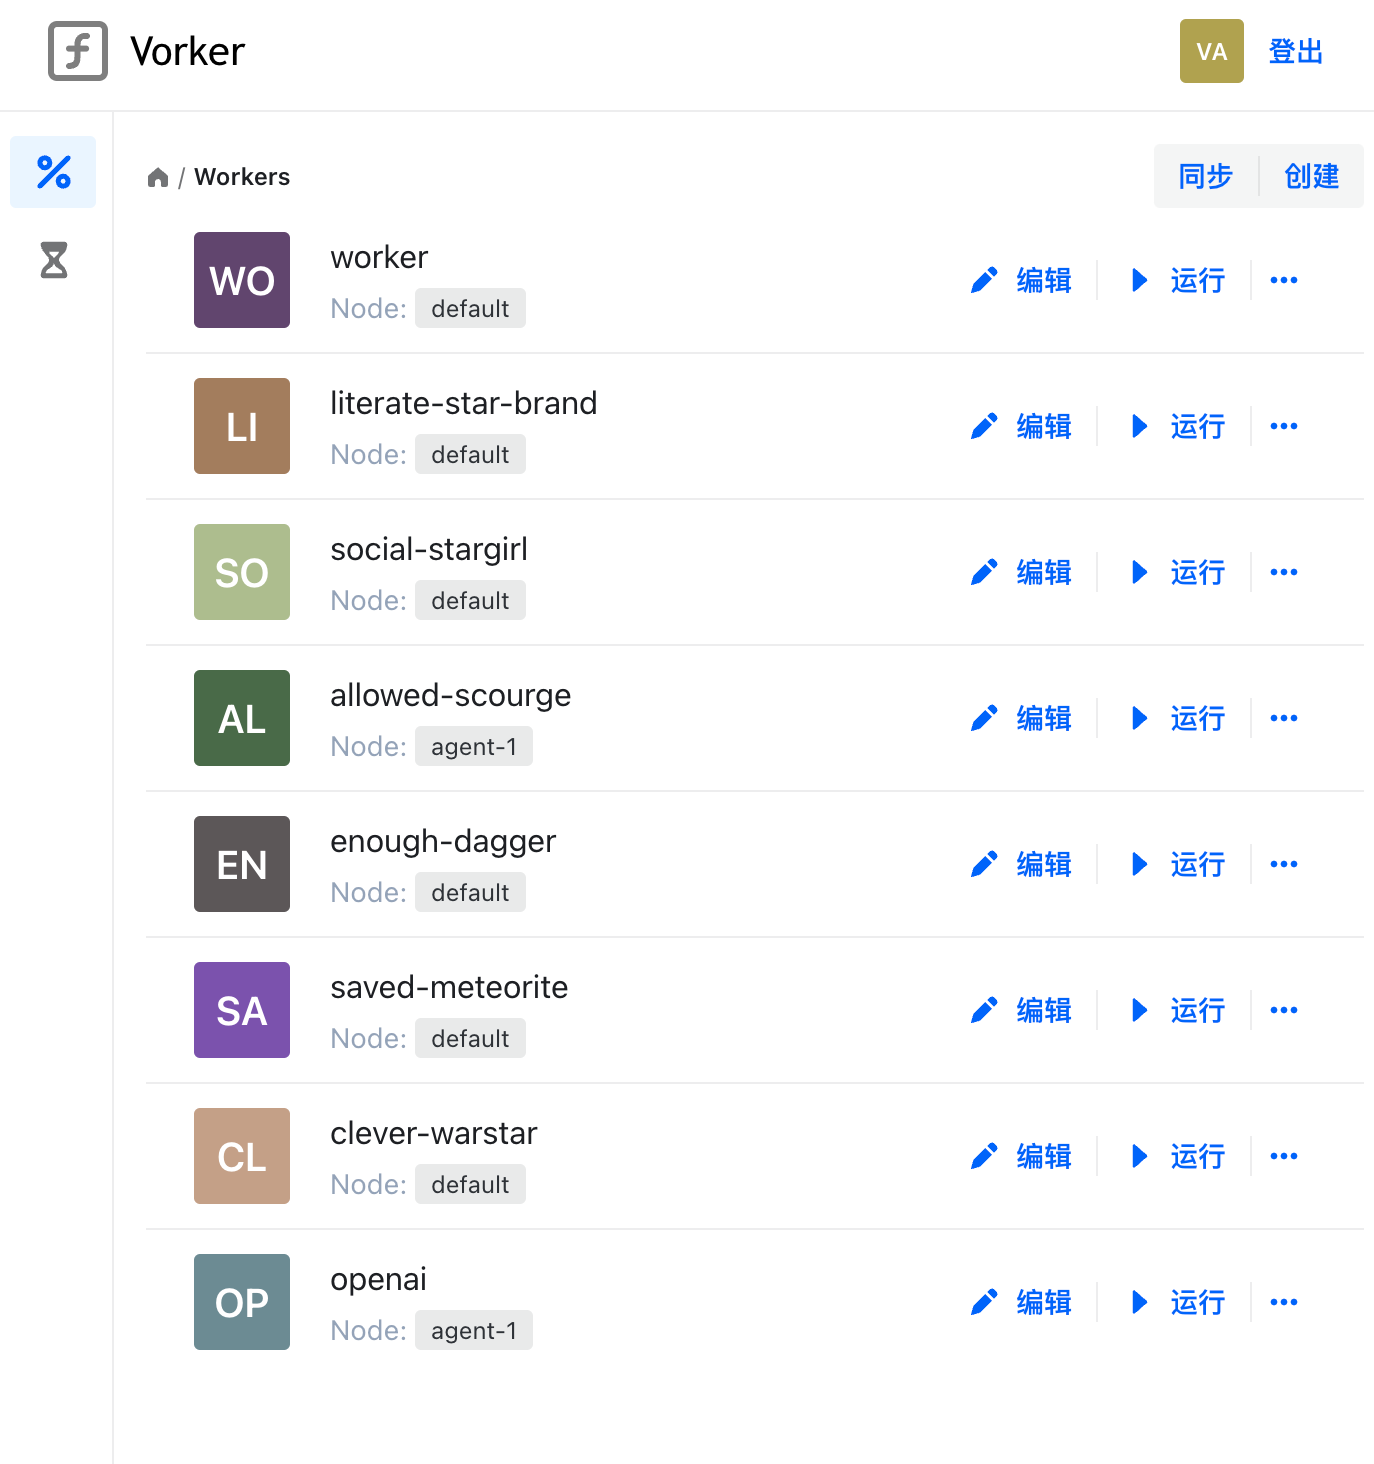 Vorker
VA 登出
/ Workers
同步 创建
WO worker
Node: default
编辑 运行
LI literate-star-brand
Node: default
编辑 运行
SO social-stargirl
Node: default
编辑 运行
AL allowed-scourge
Node: agent-1
编辑 运行
EN enough-dagger
Node: default
编辑 运行
SA saved-meteorite
Node: default
编辑 运行
CL clever-warstar
Node: default
编辑 运行
OP openai
Node: agent-1
编辑 运行